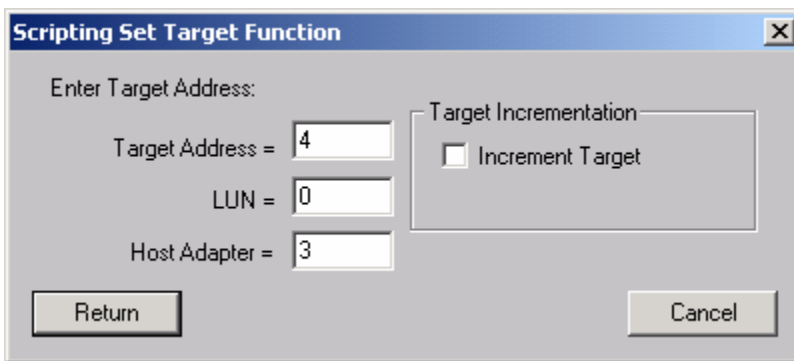 Scripting Set Target Function
Enter Target Address:
Target Address = 4
LUN = 0
Host Adapter = 3
Target Incrementation
Increment Target
Return
Cancel